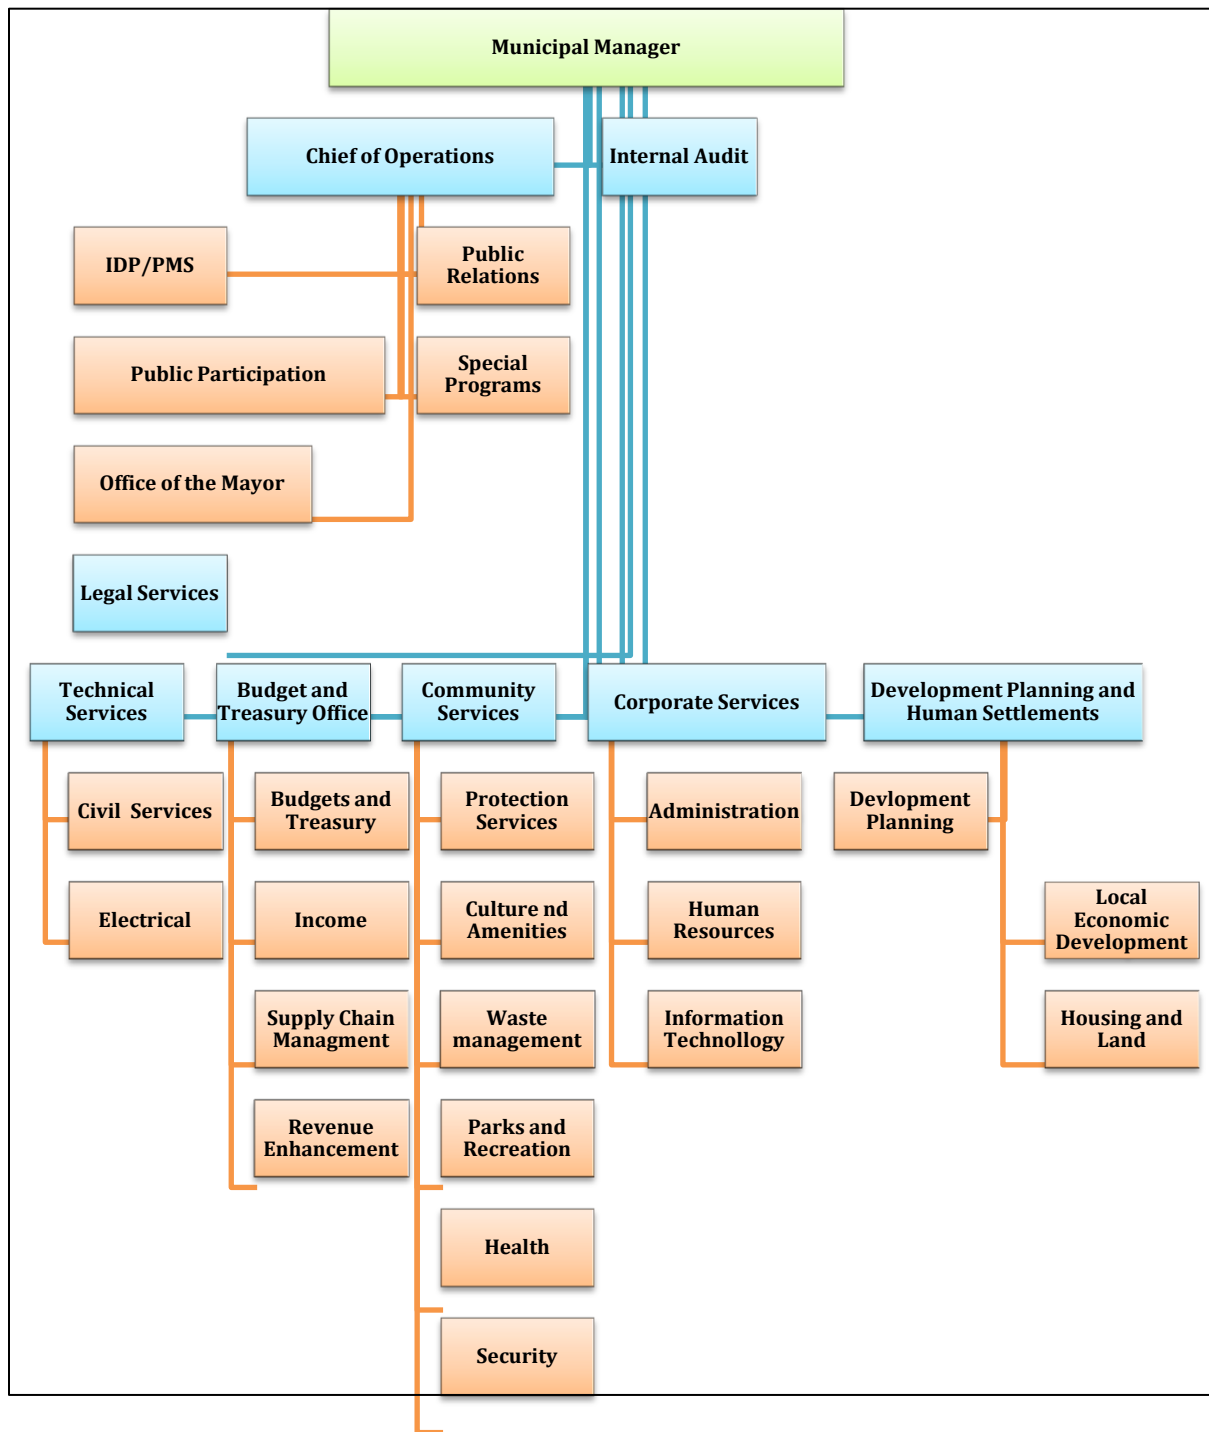 Municipal Manager
Chief of Operations
Internal Audit
IDP/PMS
Public
Relations
Public Participation
Special
Programs
Office of the Mayor
Legal Services
Technical
Services
Budget and
Treasury Office
Community
Services
Corporate Services
Development Planning and
Human Settlements
Civil Services
Budgets and
Treasury
Protection
Services
Administration
Devlopment
Planning
Electrical
Income
Culture nd
Amenities
Human
Resources
Local
Economic
Development
Supply Chain
Managment
Waste
management
Information
Technollogy
Housing and
Land
Revenue
Enhancement
Parks and
Recreation
Health
Security